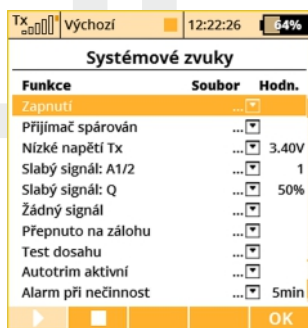 Tx Výchozí 12:22:26 64%
Systémové zvuky
Funkce Soubor Hodn.
Zapnutí ...
Přijímač spárován ...
Nízké napětí Tx ... 3.40V
Slabý signál: A1/2 ... 1
Slabý signál: Q ... 50%
Žádný signál ...
Přepnuto na zálohu ...
Test dosahu ...
Autotrim aktivní ...
Alarm při nečinnost ... 5min
OK